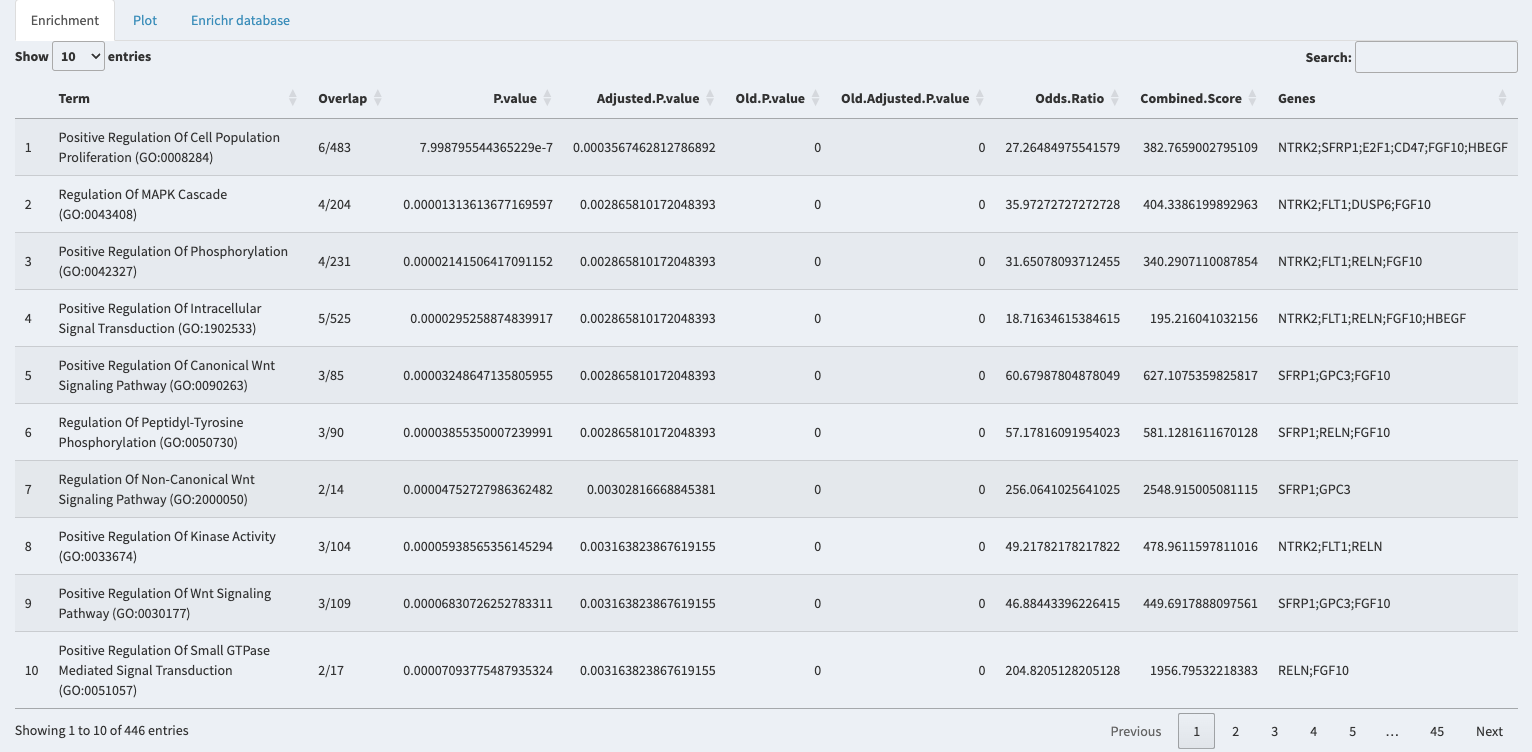 Enrichment Plot Enrichr database
Show 10 entries Search:
Term Overlap P.value Adjusted.P.value Old.P.value Old.Adjusted.P.value Odds.Ratio Combined.Score Genes
Positive Regulation Of Cell Population
1 6/483 7.998795544365229e-7 0.0003567462812786892 0 0 27.26484975541579 382.7659002795109 NTRK2;SFRP1;E2F1;CD47;FGF10;HBEGF
Proliferation (GO:0008284)
Regulation Of MAPK Cascade
2 4/204 0.00001313613677169597 0.002865810172048393 0 0 35.97272727272728 404.3386199892963 NTRK2;FLT1;DUSP6;FGF10
(GO:0043408)
Positive Regulation Of Phosphorylation
3 4/231 0.00002141506417091152 0.002865810172048393 0 0 31.65078093712455 340.2907110087854 NTRK2;FLT1;RELN;FGF10
(GO:0042327)
Positive Regulation Of Intracellular
4 5/525 0.0000295258874839917 0.002865810172048393 0 0 18.71634615384615 195.216041032156 NTRK2;FLT1;RELN;FGF10;HBEGF
Signal Transduction (GO:1902533)
Positive Regulation Of Canonical Wnt
5 3/85 0.00003248647135805955 0.002865810172048393 0 0 60.67987804878049 627.1075359825817 SFRP1;GPC3;FGF10
Signaling Pathway (GO:0090263)
Regulation Of Peptidyl-Tyrosine
6 3/90 0.00003855350007239991 0.002865810172048393 0 0 57.17816091954023 581.1281611670128 SFRP1;RELN;FGF10
Phosphorylation (GO:0050730)
Regulation Of Non-Canonical Wnt
7 2/14 0.00004752727986362482 0.00302816668845381 0 0 256.0641025641025 2548.915005081115 SFRP1;GPC3
Signaling Pathway (GO:2000050)
Positive Regulation Of Kinase Activity
8 3/104 0.00005938565356145294 0.003163823867619155 0 0 49.21782178217822 478.9611597811016 NTRK2;FLT1;RELN
(GO:0033674)
Positive Regulation Of Wnt Signaling
9 3/109 0.00006830726252783311 0.003163823867619155 0 0 46.88443396226415 449.6917888097561 SFRP1;GPC3;FGF10
Pathway (GO:0030177)
Positive Regulation Of Small GTPase
10 Mediated Signal Transduction 2/17 0.00007093775487935324 0.003163823867619155 0 0 204.8205128205128 1956.79532218383 RELN;FGF10
(GO:0051057)
Showing 1 to 10 of 446 entries Previous 1 2 3 4 5 … 45 Next